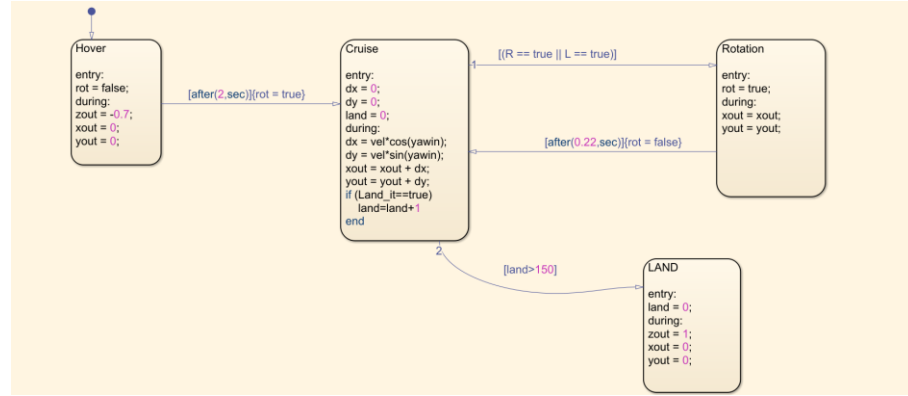 Hover
entry:
rot = false;
during:
zout = -0.7;
xout = 0;
yout = 0;
[after(2,sec)]{rot = true}
Cruise
entry:
dx = 0;
dy = 0;
land = 0;
during:
dx = vel*cos(yawin);
dy = vel*sin(yawin);
xout = xout + dx;
yout = yout + dy;
if (Land_it==true)
land=land+1
end
1
[(R == true || L == true)]
Rotation
entry:
rot = true;
during:
xout = xout;
yout = yout;
[after(0.22,sec)]{rot = false}
2
[land>150]
LAND
entry:
land = 0;
during:
zout = 1;
xout = 0;
yout = 0;